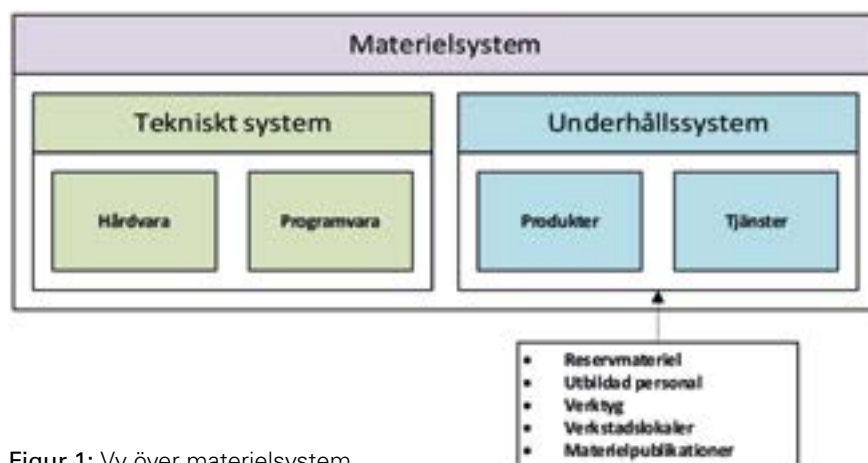 Materielsystem
Tekniskt system
Underhållssystem
Hårdvara
Programvara
Produkter
Tjänster
• Reservmateriel
• Utbildad personal
• Verktyg
• Verkstadslokaler
• Materielpublikationer
Figur 1: Vy över materielsystem